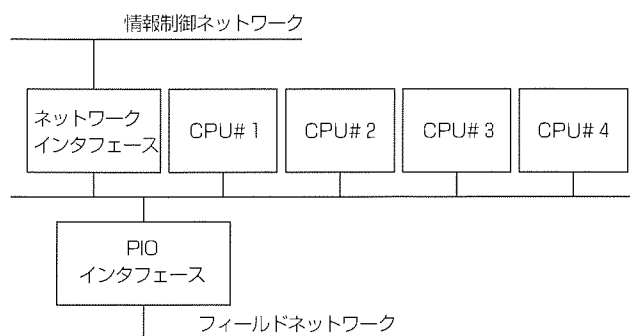 情報制御ネットワーク
ネットワーク
インタフェース
CPU#1
CPU#2
CPU#3
CPU#4
PIO
インタフェース
フィールドネットワーク